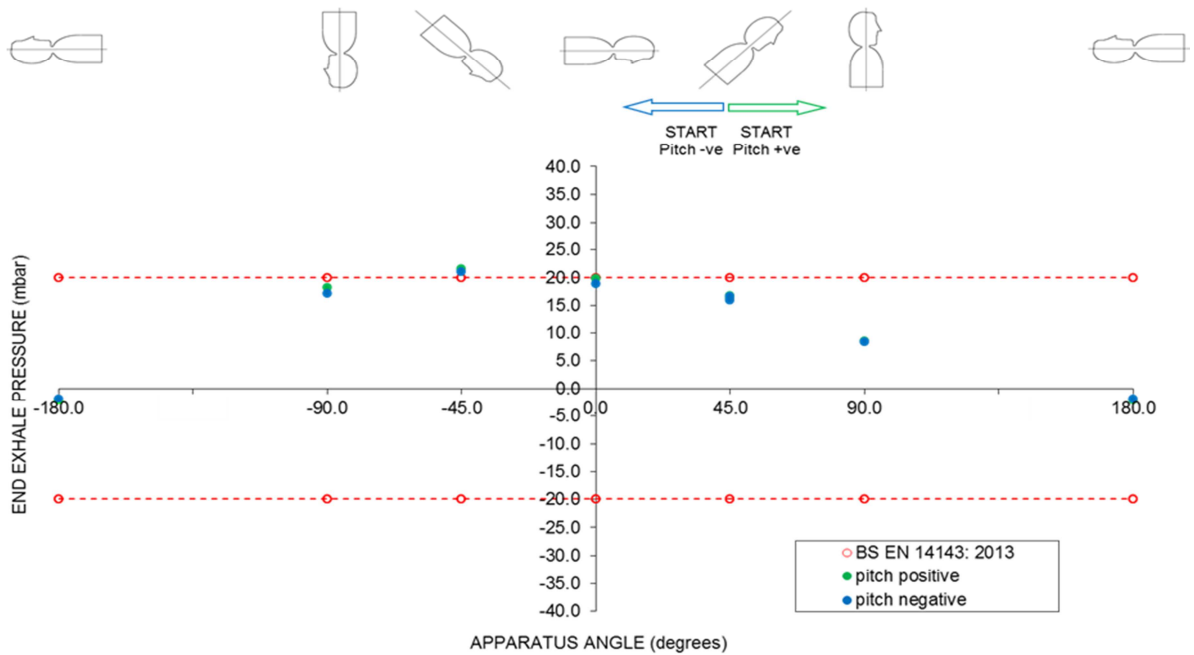 START START
Pitch -ve Pitch +ve
40.0
35.0
30.0
25.0
20.0
15.0
10.0
5.0
0.0
-180.0 -90.0 -45.0 0.0 45.0 90.0 180.0
-5.0
-10.0
-15.0
-20.0
-25.0
-30.0
-35.0
-40.0
END EXHALE PRESSURE (mbar)
BS EN 14143: 2013
pitch positive
pitch negative
APPARATUS ANGLE (degrees)